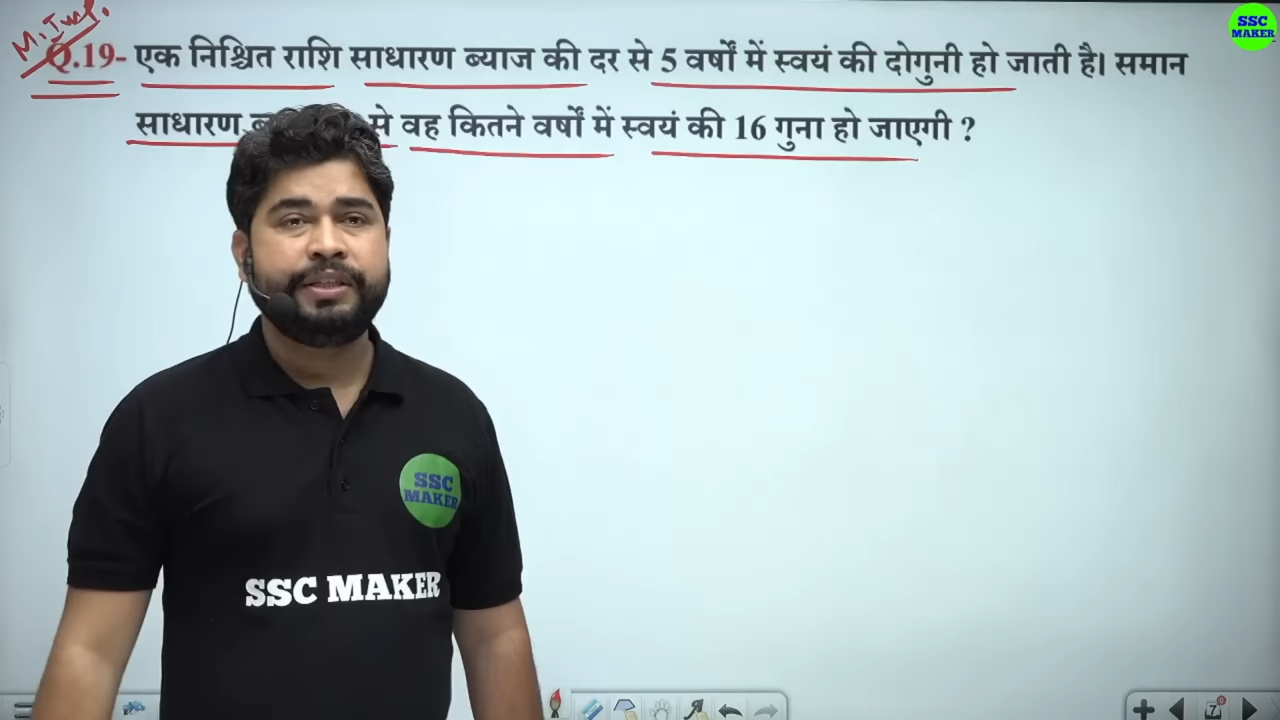 M. Imp.
Q.19- एक निश्चित राशि साधारण ब्याज की दर से 5 वर्षों में स्वयं की दोगुनी हो जाती है। समान
साधारण से वह कितने वर्षों में स्वयं की 16 गुना हो जाएगी ?
SSC
MAKER
SSC
MAKER
SSC MAKER
7